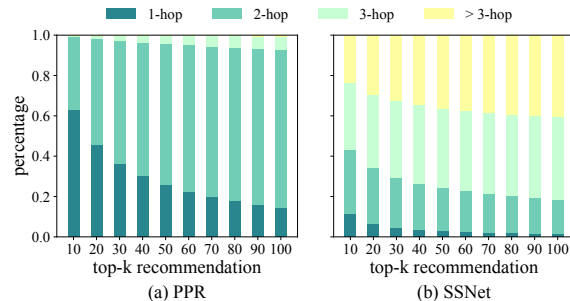 1-hop 2-hop 3-hop > 3-hop
percentage
1.0
0.8
0.6
0.4
0.2
0.0
10 20 30 40 50 60 70 80 90 100
top-k recommendation
(a) PPR
10 20 30 40 50 60 70 80 90 100
top-k recommendation
(b) SSNet